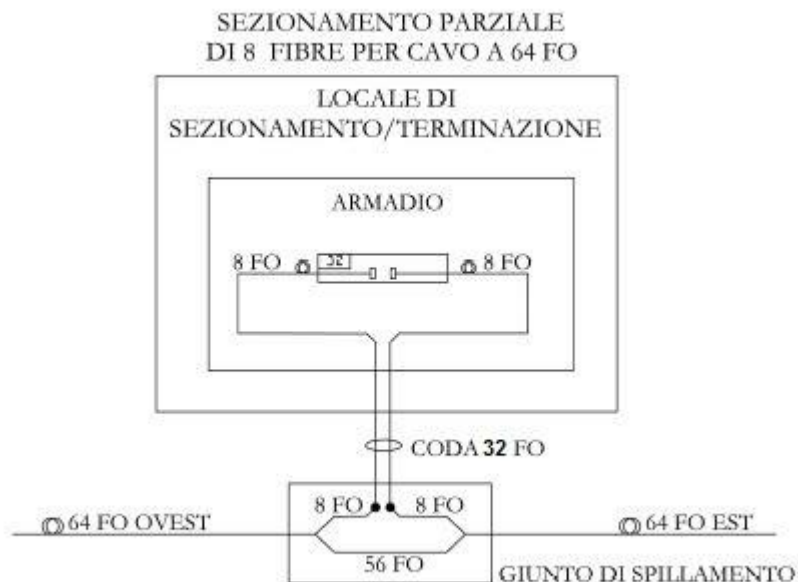 SEZIONAMENTO PARZIALE
DI 8 FIBRE PER CAVO A 64 FO
LOCALE DI
SEZIONAMENTO/TERMINAZIONE
ARMADIO
8 FO
32
8 FO
CODA 32 FO
8 FO
8 FO
64 FO OVEST
64 FO EST
56 FO
GIUNTO DI SPILLAMENTO